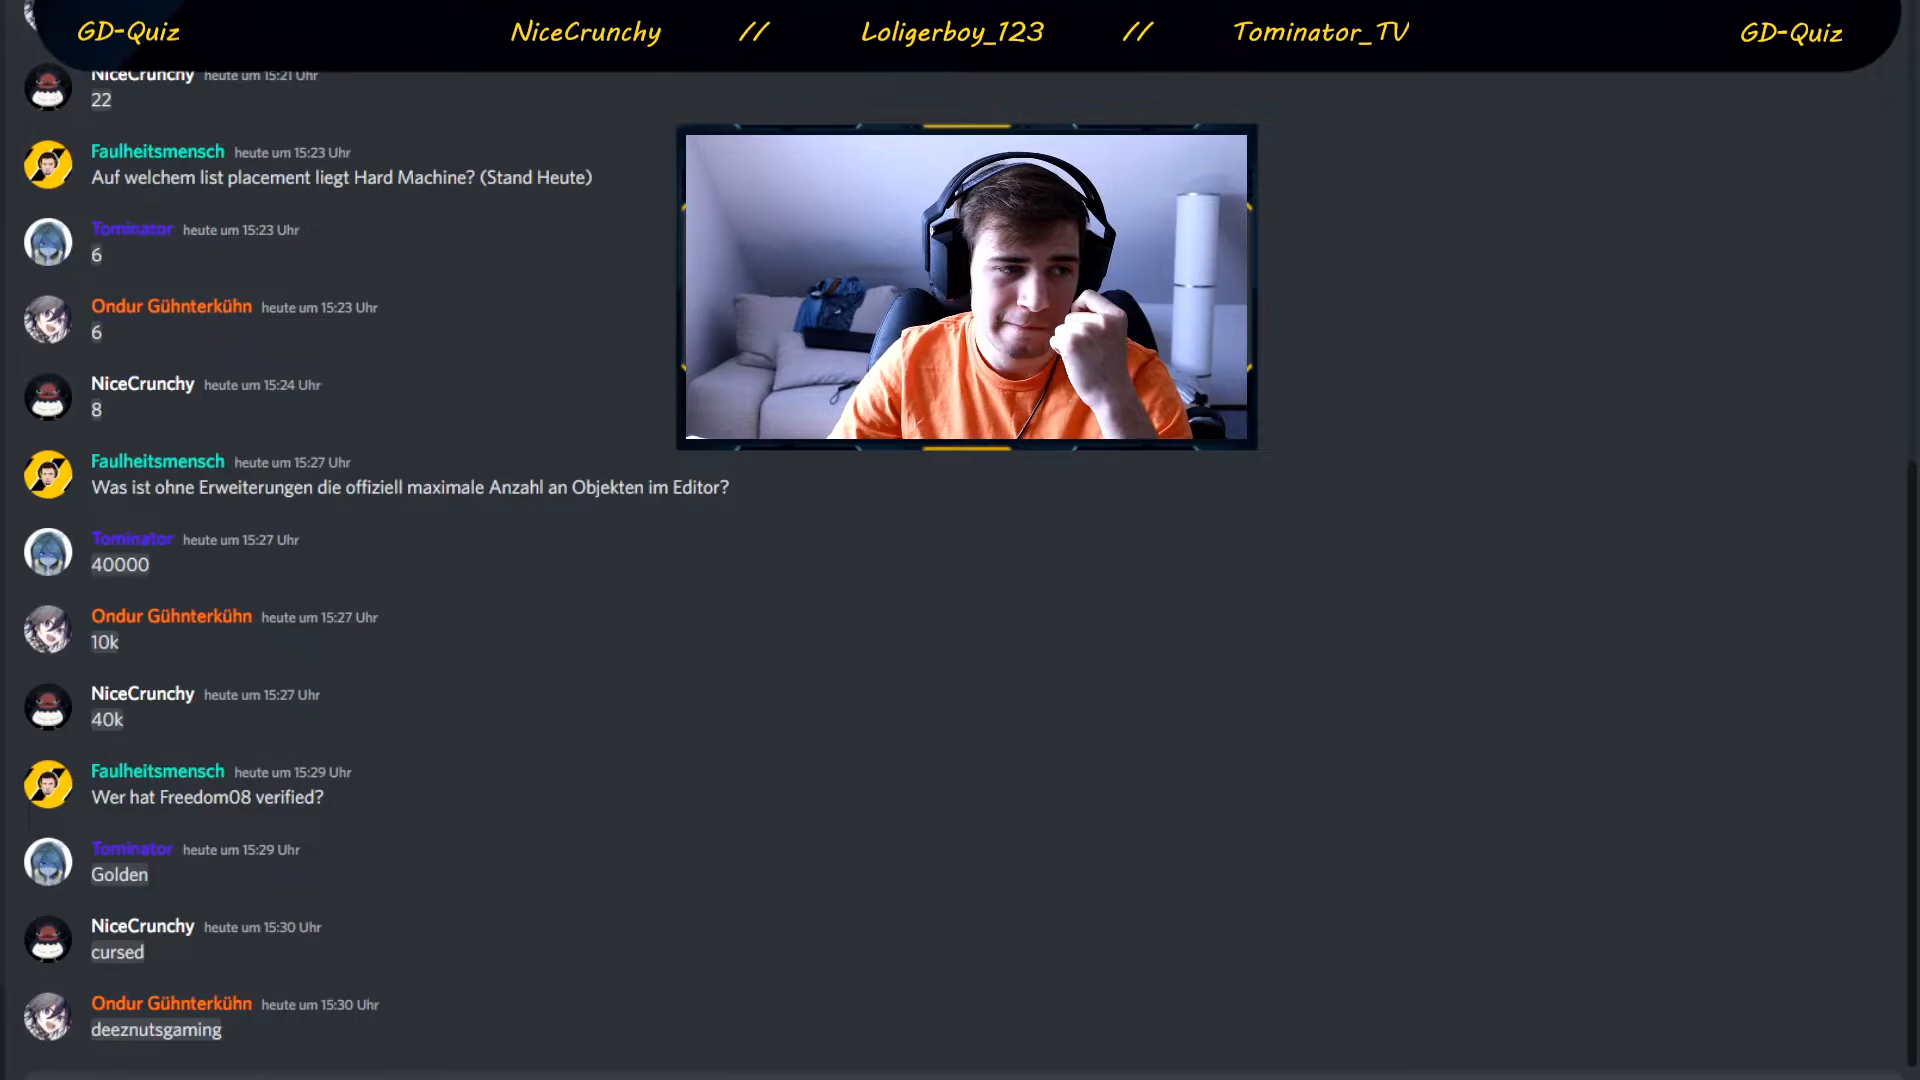 GD-Quiz NiceCrunchy // Loligerboy_123 // Tominator_TV GD-Quiz
NiceCrunchy heute um 15:21 Uhr
22
Faulheitsmensch heute um 15:23 Uhr
Auf welchem list placement liegt Hard Machine? (Stand Heute)
Tominator heute um 15:23 Uhr
6
Ondur Gühnterkühn heute um 15:23 Uhr
6
NiceCrunchy heute um 15:24 Uhr
8
Faulheitsmensch heute um 15:27 Uhr
Was ist ohne Erweiterungen die offiziell maximale Anzahl an Objekten im Editor?
Tominator heute um 15:27 Uhr
40000
Ondur Gühnterkühn heute um 15:27 Uhr
10k
NiceCrunchy heute um 15:27 Uhr
40k
Faulheitsmensch heute um 15:29 Uhr
Wer hat Freedom08 verified?
Tominator heute um 15:29 Uhr
Golden
NiceCrunchy heute um 15:30 Uhr
cursed
Ondur Gühnterkühn heute um 15:30 Uhr
deeznutsgaming